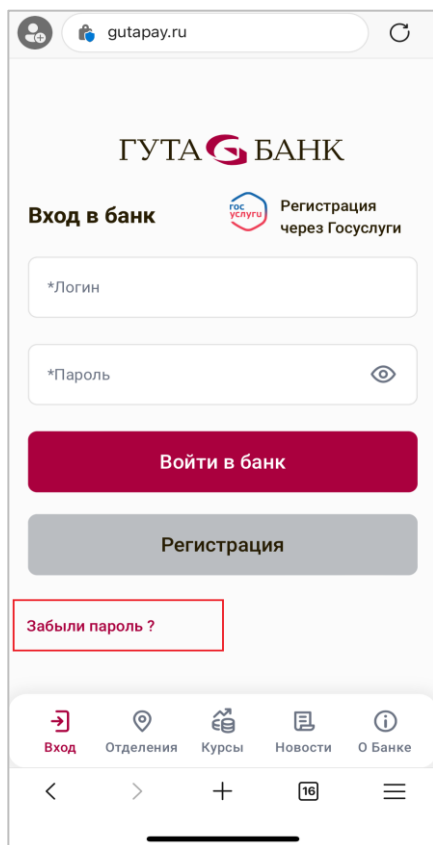 gutapay.ru
ГУТА БАНК
Вход в банк
гос
услуги
Регистрация
через Госуслуги
*Логин
*Пароль
Войти в банк
Регистрация
Забыли пароль ?
Вход
Отделения
Курсы
Новости
О Банке
16